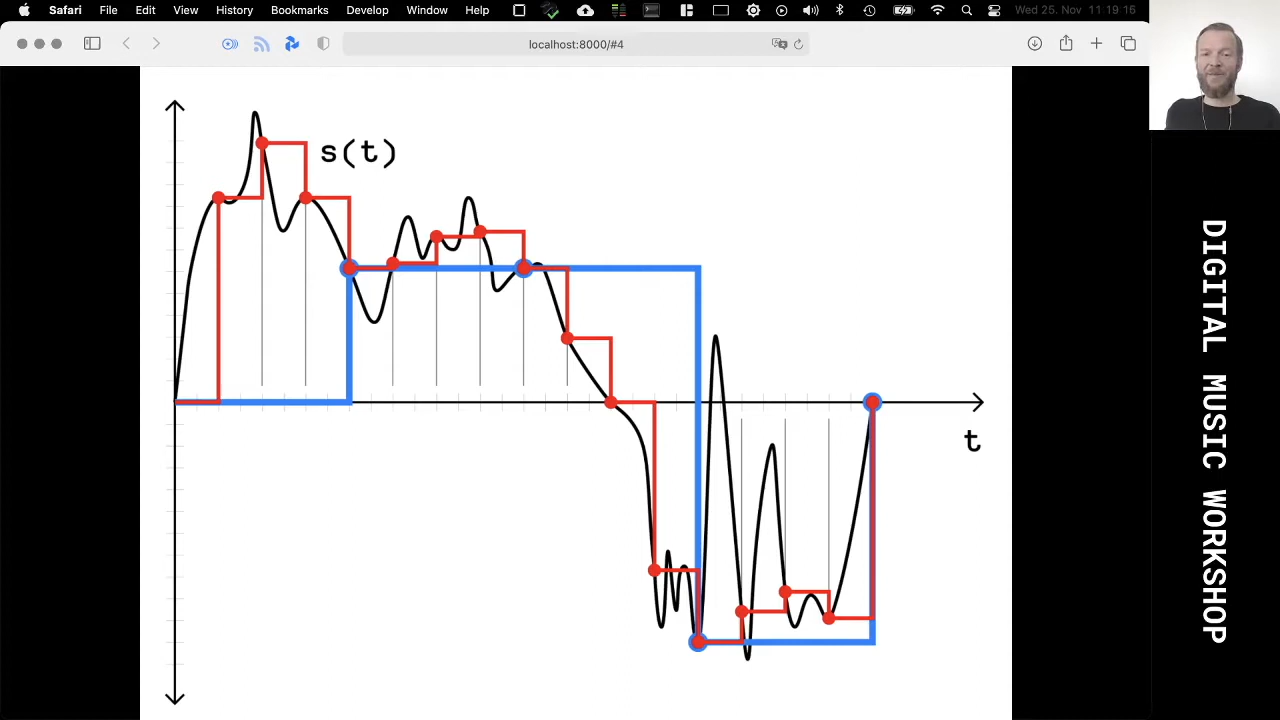 Safari File Edit View History Bookmarks Develop Window Help Wed 25. Nov 11:19:16
localhost:8000/#4
s(t)
t
DIGITAL MUSIC WORKSHOP